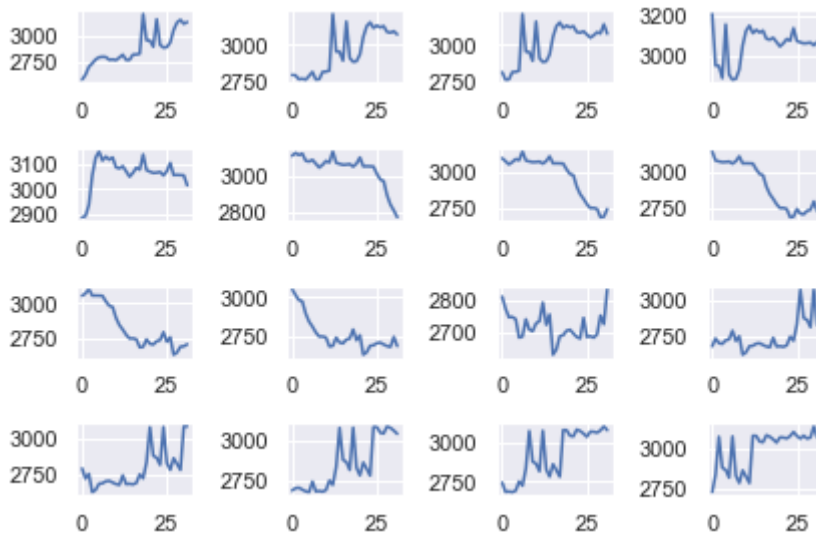 3200
3000 3000 3000
3000
2750 2750 2750
0 25 0 25 0 25 0 25
3100 3000 3000
3000 3000
2900 2800 2750 2750
0 25 0 25 0 25 0 25
3000 3000 2800 3000
2750 2750 2700 2750
0 25 0 25 0 25 0 25
3000 3000 3000 3000
2750 2750 2750 2750
0 25 0 25 0 25 0 25